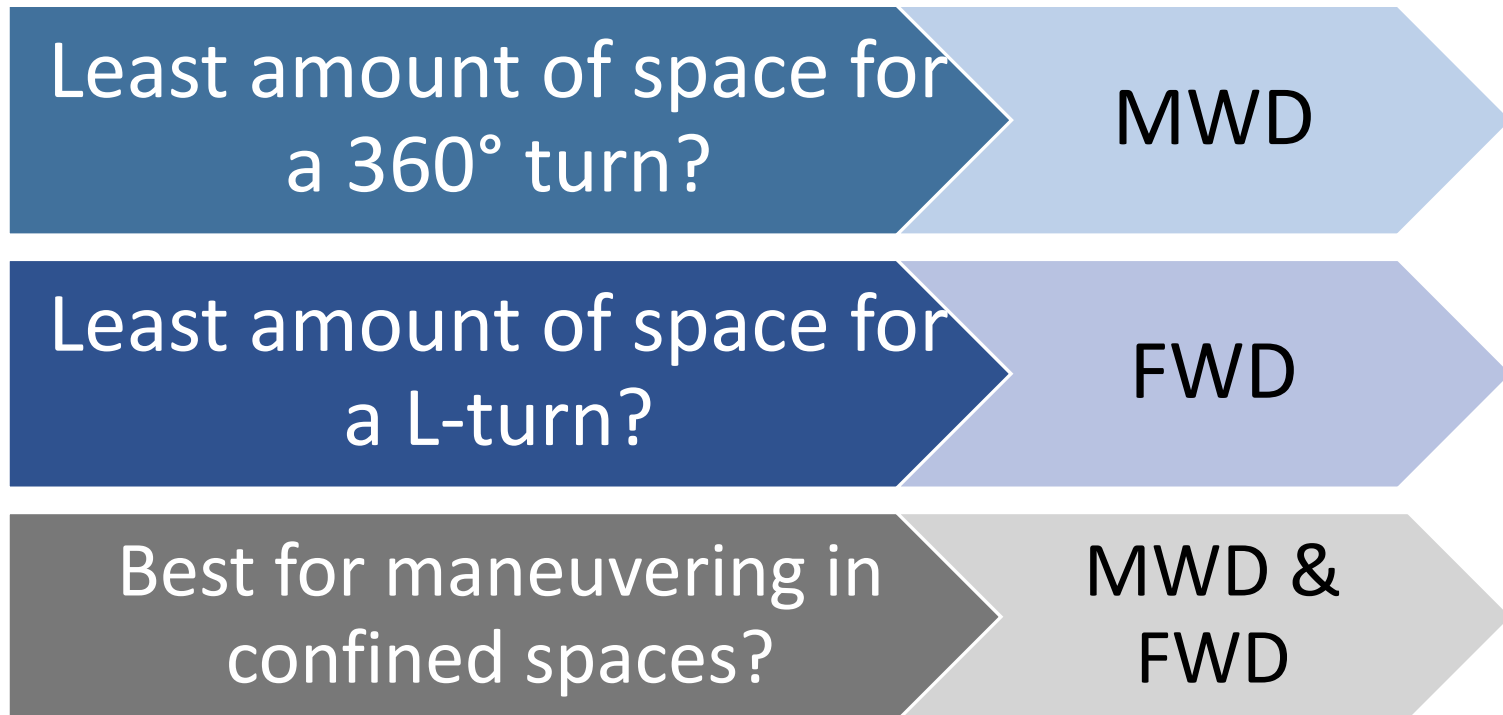 Least amount of space for
a 360° turn?
MWD
Least amount of space for
a L-turn?
FWD
Best for maneuvering in
confined spaces?
MWD &
FWD